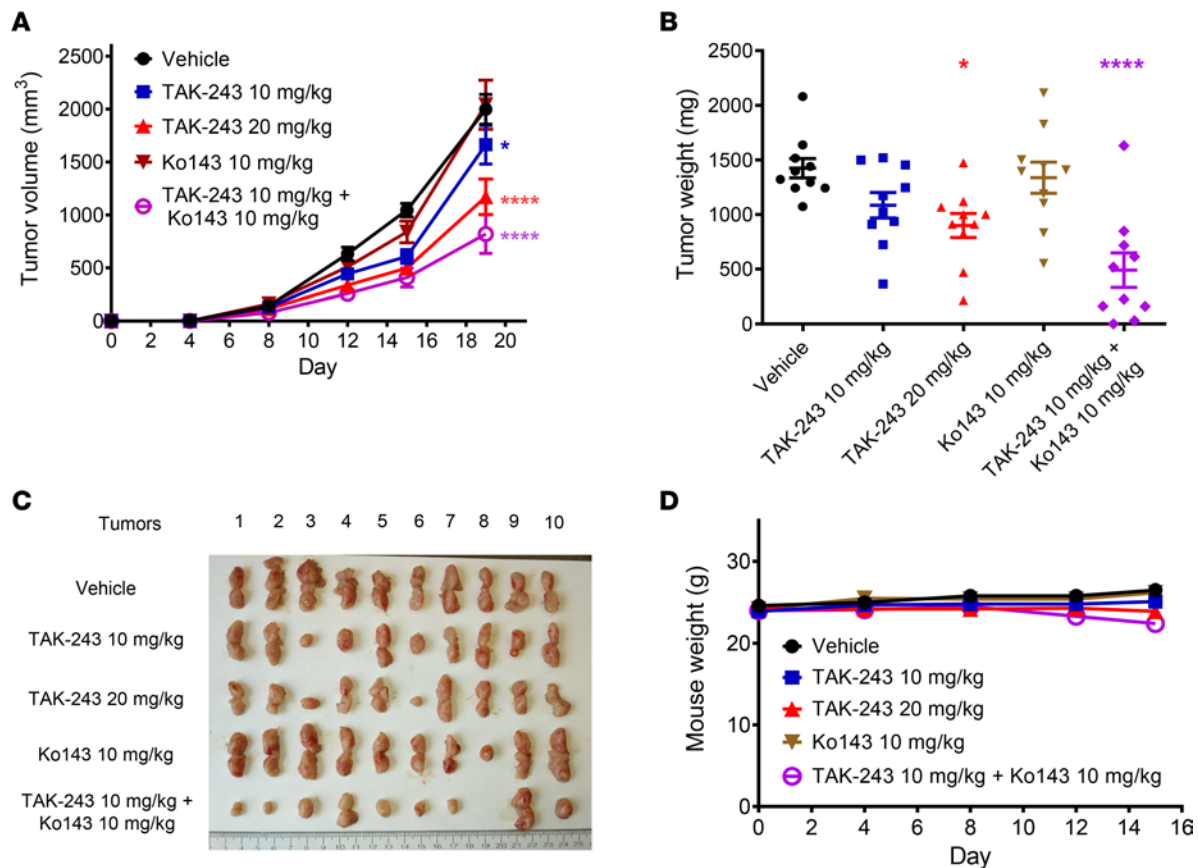 A
Tumor volume (mm3)
2500
2000
1500
1000
500
0
Vehicle
TAK-243 10 mg/kg
TAK-243 20 mg/kg
Ko143 10 mg/kg
TAK-243 10 mg/kg +
Ko143 10 mg/kg
*
****
****
0 2 4 6 8 10 12 14 16 18 20
Day
B
Tumor weight (mg)
2500
2000
1500
1000
500
0
* ****
Vehicle
TAK-243 10 mg/kg
TAK-243 20 mg/kg
Ko143 10 mg/kg
TAK-243 10 mg/kg +
Ko143 10 mg/kg
C
Tumors 1 2 3 4 5 6 7 8 9 10
Vehicle
TAK-243 10 mg/kg
TAK-243 20 mg/kg
Ko143 10 mg/kg
TAK-243 10 mg/kg +
Ko143 10 mg/kg
D
Mouse weight (g)
30
20
10
0
Vehicle
TAK-243 10 mg/kg
TAK-243 20 mg/kg
Ko143 10 mg/kg
TAK-243 10 mg/kg + Ko143 10 mg/kg
0 2 4 6 8 10 12 14 16
Day